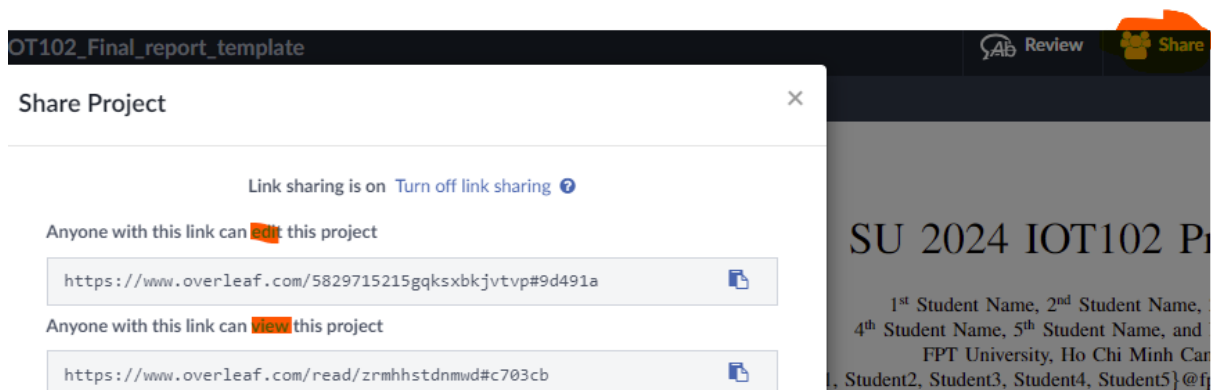 OT102_Final_report_template
Review
Share
Share Project
×
Link sharing is on Turn off link sharing
Anyone with this link can edit this project
https://www.overleaf.com/5829715215gqksxbkjvtvp#9d491a
Anyone with this link can view this project
https://www.overleaf.com/read/zrmhhstdnmwd#c703cb
SU 2024 IOT102 P
1st Student Name, 2nd Student Name,
4th Student Name, 5th Student Name, and
FPT University, Ho Chi Minh Ca
, Student2, Student3, Student4, Student5}@f